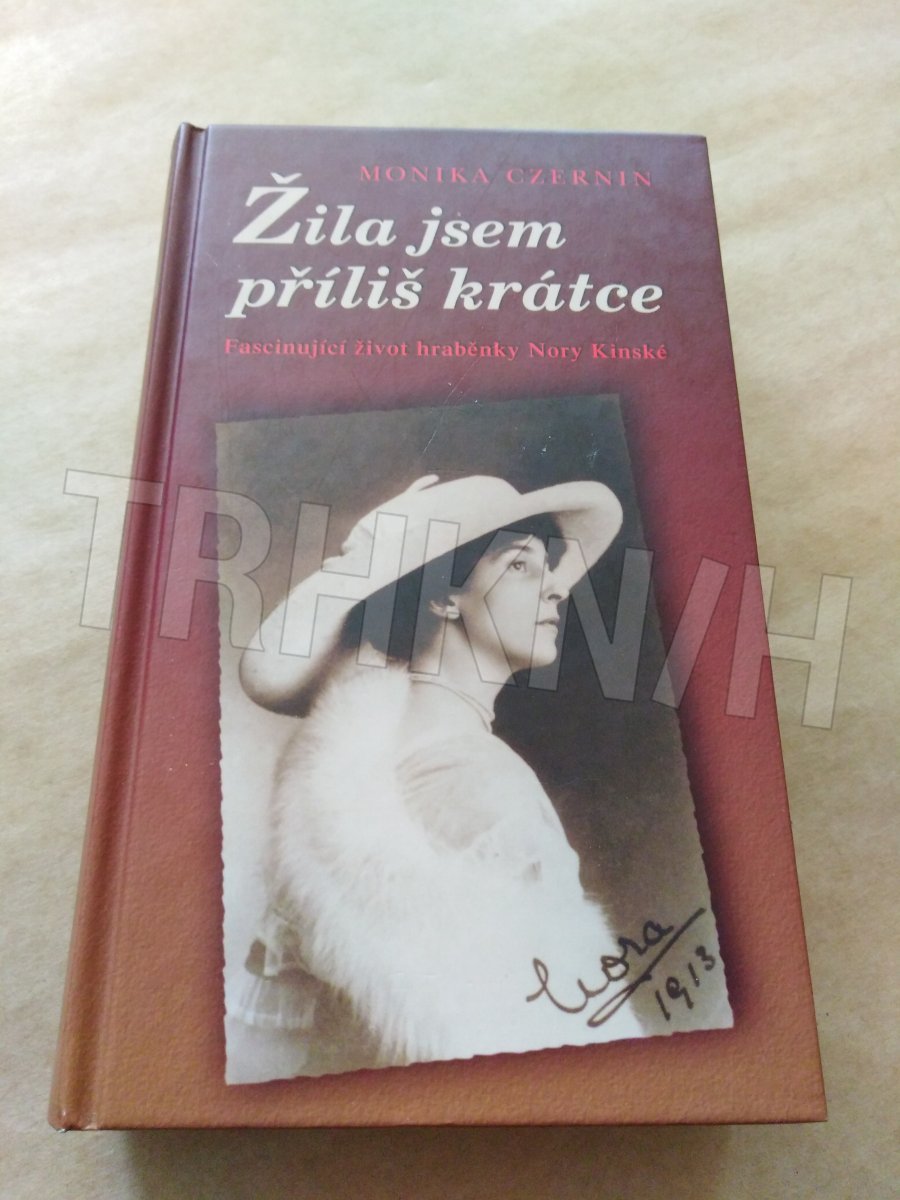 MONIKA CZERNIN
Žila jsem
příliš krátce
Fascinující život hraběnky Nory Kinské
TRHKNIH
Nora
1913